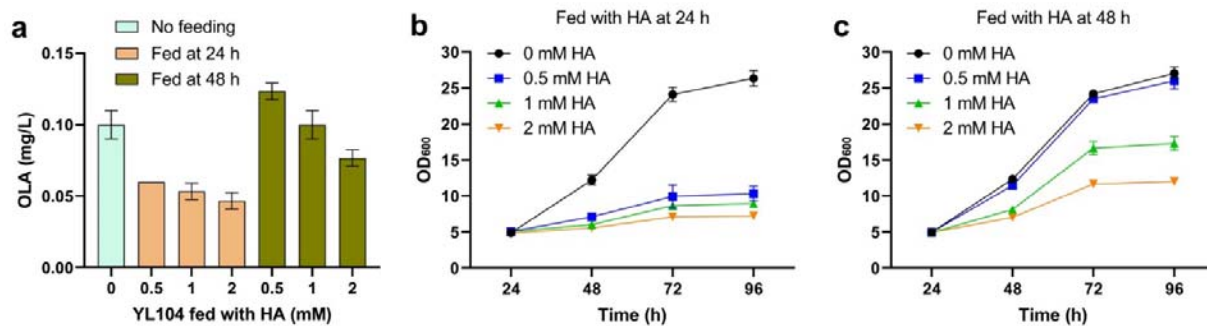 a
No feeding
Fed at 24 h
Fed at 48 h
OLA (mg/L)
0.15
0.10
0.05
0.00
0 0.5 1 2 0.5 1 2
YL104 fed with HA (mM)
b
Fed with HA at 24 h
0 mM HA
0.5 mM HA
1 mM HA
2 mM HA
OD600
30
25
20
15
10
5
0
24 48 72 96
Time (h)
c
Fed with HA at 48 h
0 mM HA
0.5 mM HA
1 mM HA
2 mM HA
OD600
30
25
20
15
10
5
0
24 48 72 96
Time (h)